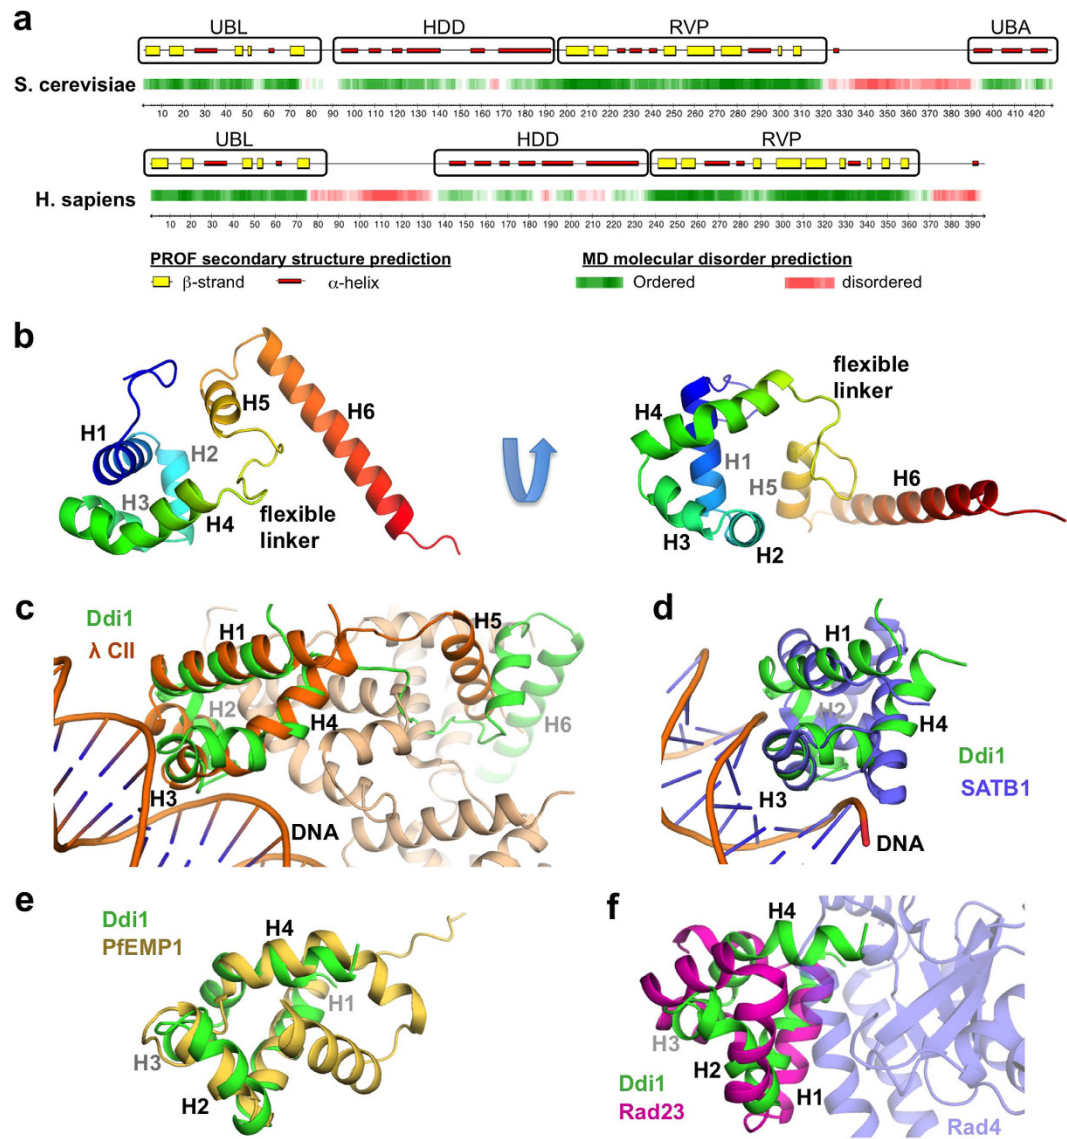 a
UBL HDD RVP UBA
S. cerevisiae
10 20 30 40 50 60 70 80 90 100 110 120 130 140 150 160 170 180 190 200 210 220 230 240 250 260 270 280 290 300 310 320 330 340 350 360 370 380 390 400 410 420
UBL HDD RVP
H. sapiens
10 20 30 40 50 60 70 80 90 100 110 120 130 140 150 160 170 180 190 200 210 220 230 240 250 260 270 280 290 300 310 320 330 340 350 360 370 380 390
PROF secondary structure prediction MD molecular disorder prediction
β-strand α-helix Ordered disordered
b
H1 H2 H3 H4 H5 H6
flexible
linker
flexible
linker
H4 H1 H5 H6 H3 H2
c
Ddi1
λ CII
H1 H5 H2 H4 H6 H3
DNA
d
H1 H2 H4 H3
Ddi1
SATB1
DNA
e
Ddi1
PfEMP1
H4 H1 H3 H2
f
H4 H3 H2 H1
Ddi1
Rad23
Rad4